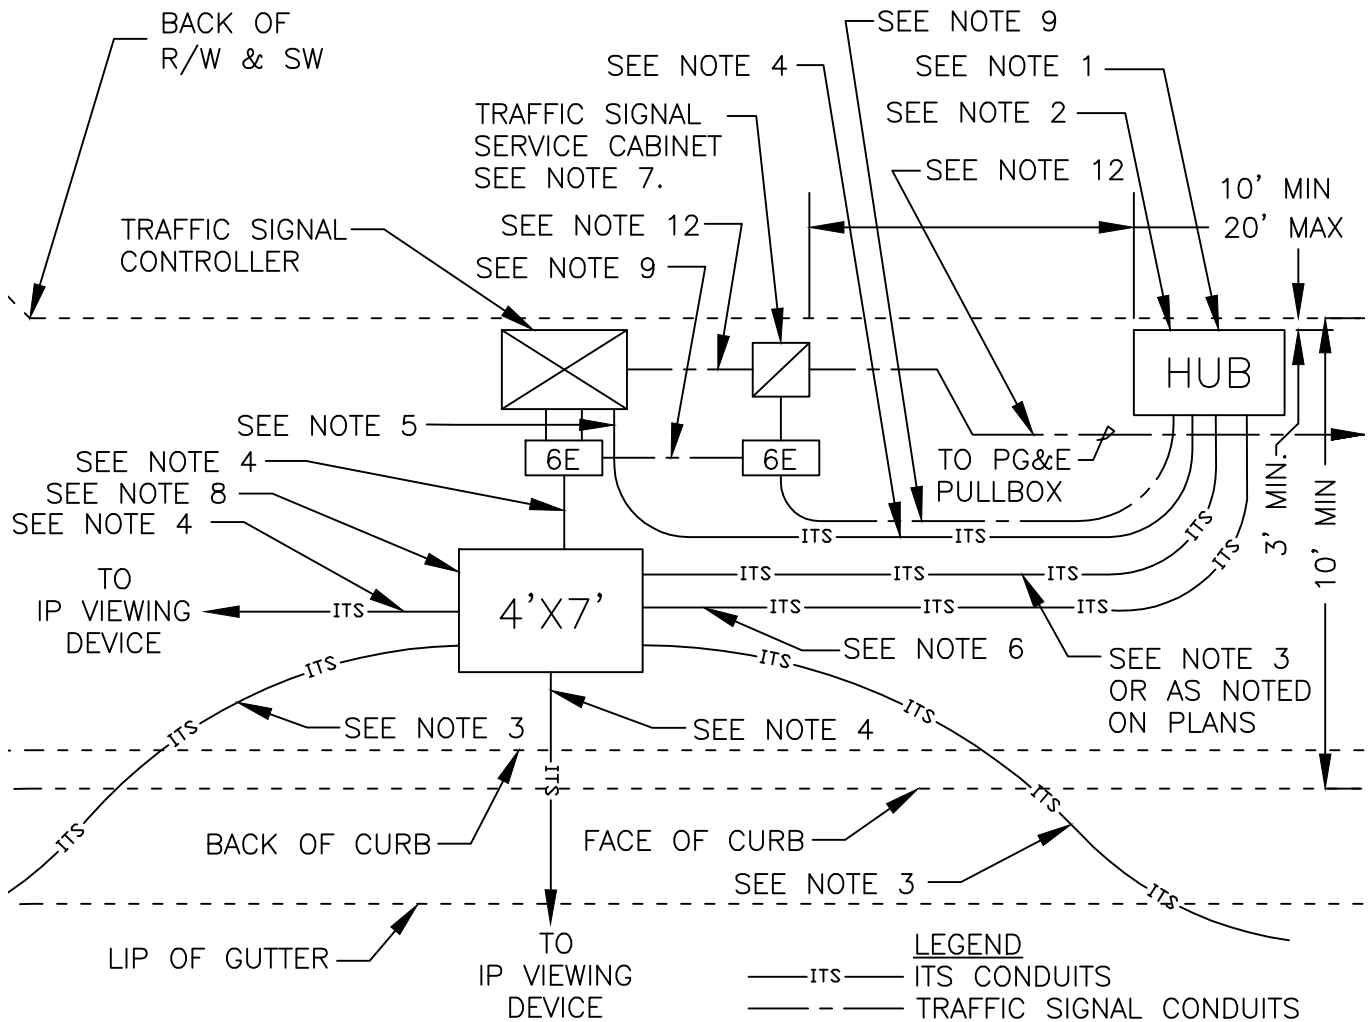 BACK OF
R/W & SW
SEE NOTE 9
SEE NOTE 4
SEE NOTE 1
TRAFFIC SIGNAL
SERVICE CABINET
SEE NOTE 7.
SEE NOTE 2
SEE NOTE 12
10' MIN
20' MAX
TRAFFIC SIGNAL
CONTROLLER
SEE NOTE 12
SEE NOTE 9
HUB
SEE NOTE 5
SEE NOTE 4
SEE NOTE 8
SEE NOTE 4
6E
6E
TO PG&E
PULLBOX
3' MIN.
10' MIN
ITS
ITS
ITS
ITS
ITS
ITS
ITS
ITS
ITS
ITS
ITS
TO
IP VIEWING
DEVICE
ITS
4'X7'
SEE NOTE 6
SEE NOTE 3
OR AS NOTED
ON PLANS
ITS
ITS
ITS
ITS
SEE NOTE 3
SEE NOTE 4
ITS
ITS
ITS
ITS
BACK OF CURB
FACE OF CURB
SEE NOTE 3
ITS
LIP OF GUTTER
TO
IP VIEWING
DEVICE
LEGEND
ITS ITS CONDUITS
TRAFFIC SIGNAL CONDUITS